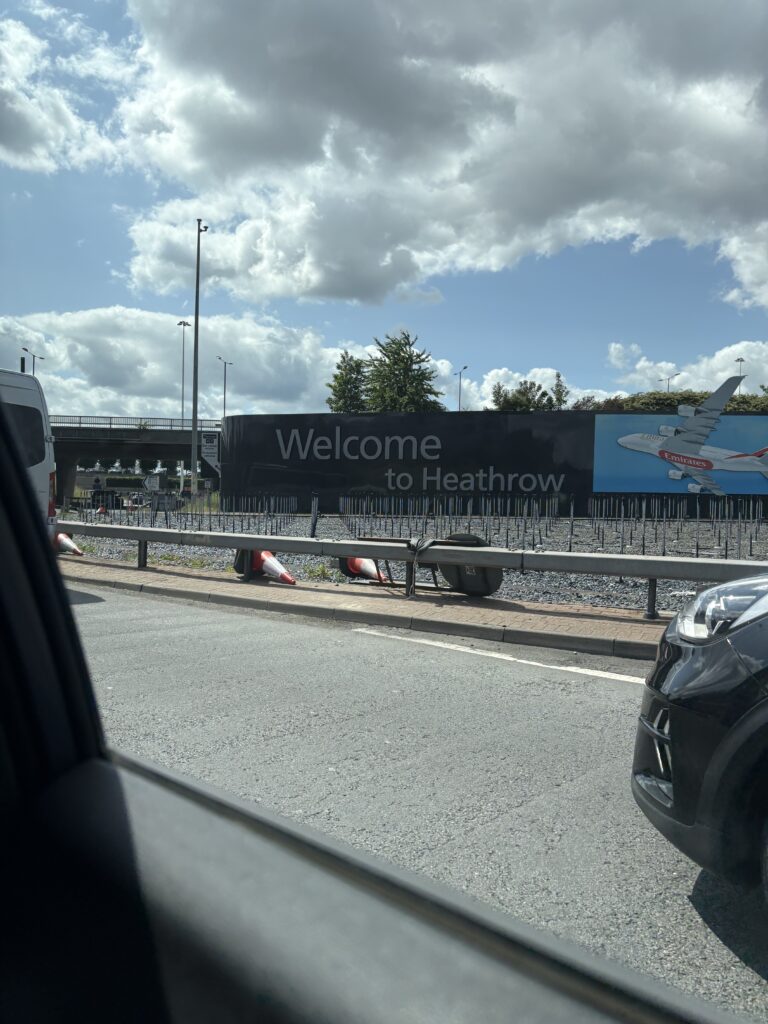 Welcome
to Heathrow
Emirates